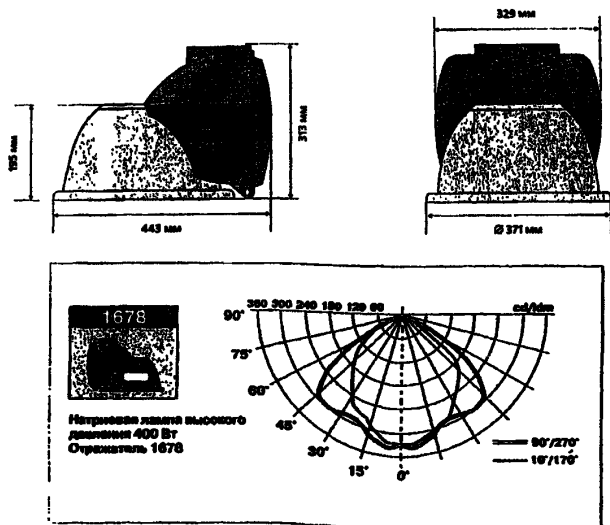 329 мм
195 мм
313 мм
443 мм
Ø 371 мм
1678
Натриевая лампа высокого
давления 400 Вт
Отражатель 1678
360 300 240 180 120 60
cd/klm
90°
75°
60°
45°
30°
15°
0°
90°/270°
10°/170°